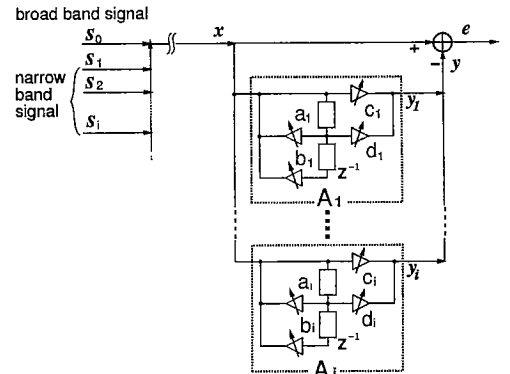 broad band signal
S₀ x e
+
S₁ − y
narrow
band
signal
S₂
Sᵢ
a₁ c₁ y₁
b₁ d₁
z⁻¹
A₁
aᵢ cᵢ yᵢ
bᵢ dᵢ
z⁻¹
Aᵢ